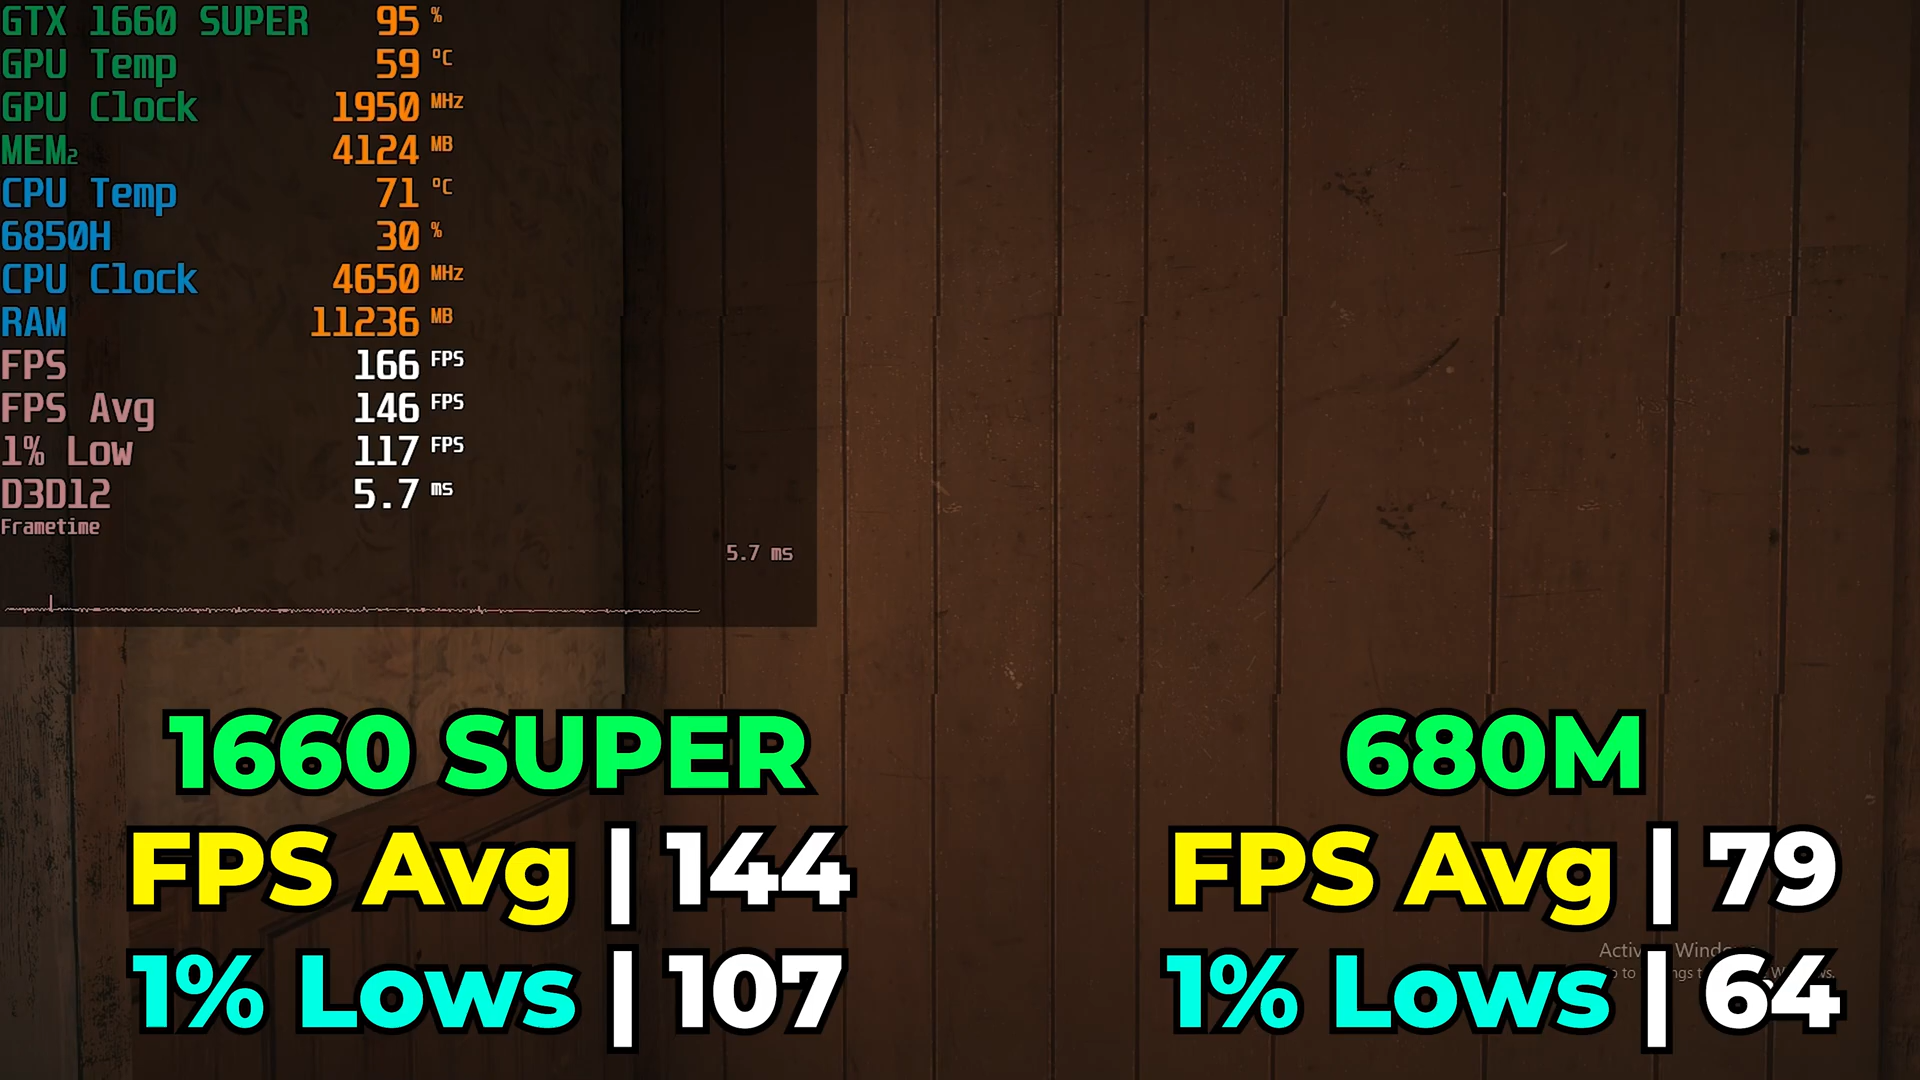 GTX 1660 SUPER 95 %
GPU Temp 59 °C
GPU Clock 1950 MHz
MEM2 4124 MB
CPU Temp 71 °C
6850H 30 %
CPU Clock 4650 MHz
RAM 11236 MB
FPS 166 FPS
FPS Avg 146 FPS
1% Low 117 FPS
D3D12 5.7 ms
Frametime
5.7 ms
1660 SUPER
FPS Avg | 144
1% Lows | 107
680M
FPS Avg | 79
1% Lows | 64